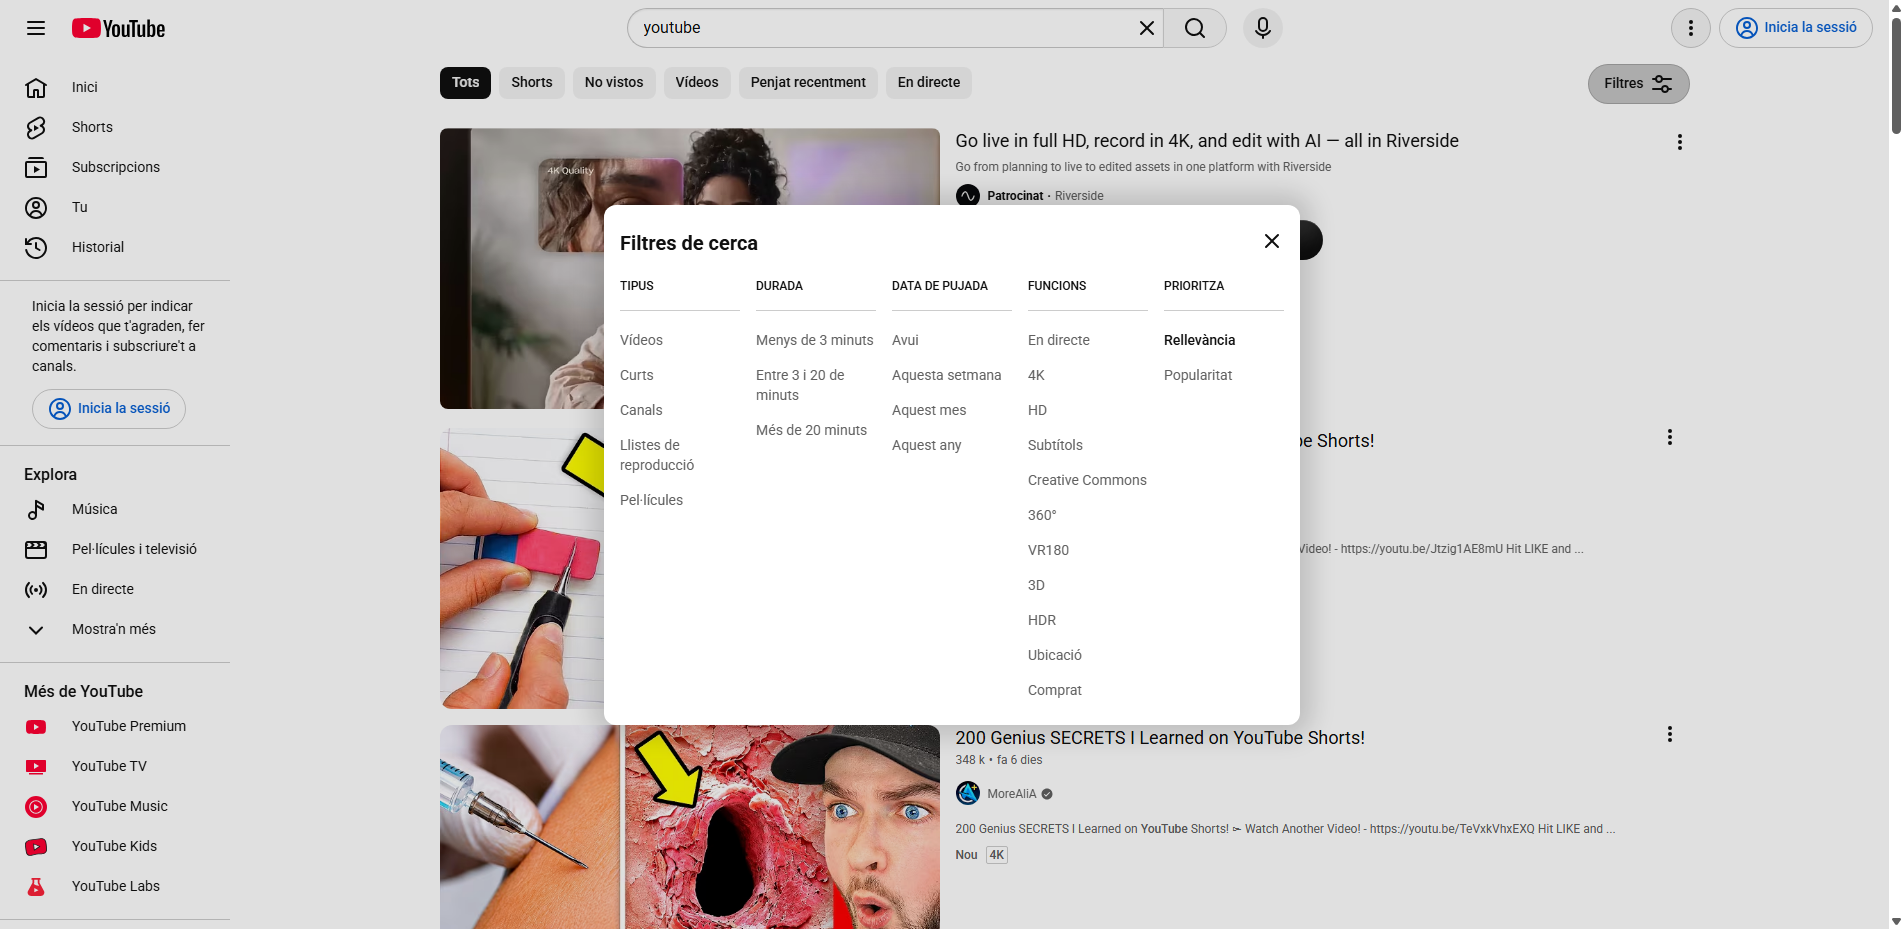 YouTube
youtube
Inicia la sessió
Tots
Shorts
No vistos
Vídeos
Penjat recentment
En directe
Filtres
Inici
Shorts
Subscripcions
Tu
Historial
Inicia la sessió per indicar
els vídeos que t'agraden, fer
comentaris i subscriure't a
canals.
Inicia la sessió
Explora
Música
Pel·lícules i televisió
En directe
Mostra'n més
Més de YouTube
YouTube Premium
YouTube TV
YouTube Music
YouTube Kids
YouTube Labs
4K Quality
Go live in full HD, record in 4K, and edit with AI — all in Riverside
Go from planning to live to edited assets in one platform with Riverside
Patrocinat · Riverside
Filtres de cerca
TIPUS
Vídeos
Curts
Canals
Llistes de
reproducció
Pel·lícules
DURADA
Menys de 3 minuts
Entre 3 i 20 de
minuts
Més de 20 minuts
DATA DE PUJADA
Avui
Aquesta setmana
Aquest mes
Aquest any
FUNCIONS
En directe
4K
HD
Subtítols
Creative Commons
360°
VR180
3D
HDR
Ubicació
Comprat
PRIORITZA
Rellevància
Popularitat
be Shorts!
Video! - https://youtu.be/Jtzig1AE8mU Hit LIKE and ...
200 Genius SECRETS I Learned on YouTube Shorts!
348 k • fa 6 dies
MoreAliA
200 Genius SECRETS I Learned on YouTube Shorts! ➛ Watch Another Video! - https://youtu.be/TeVxkVhxEXQ Hit LIKE and ...
Nou 4K